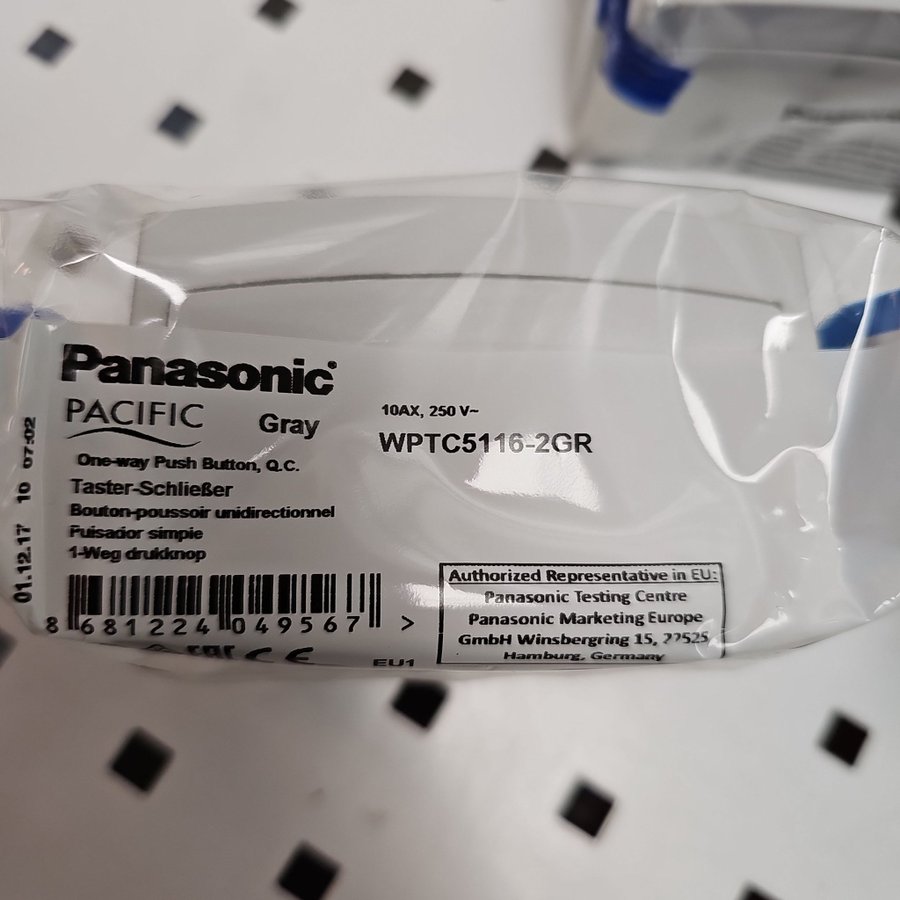 Panasonic
PACIFIC
Gray
10AX, 250 V~
WPTC5116-2GR
One-way Push Button, Q.C.
Taster-Schließer
Bouton-poussoir unidirectionnel
Pulsador simple
1-Weg drukknop
01.12.17 10 07:02
8 681224 049567 >
EAC CE
EU1
Authorized Representative in EU:
Panasonic Testing Centre
Panasonic Marketing Europe
GmbH Winsbergring 15, 22525
Hamburg, Germany